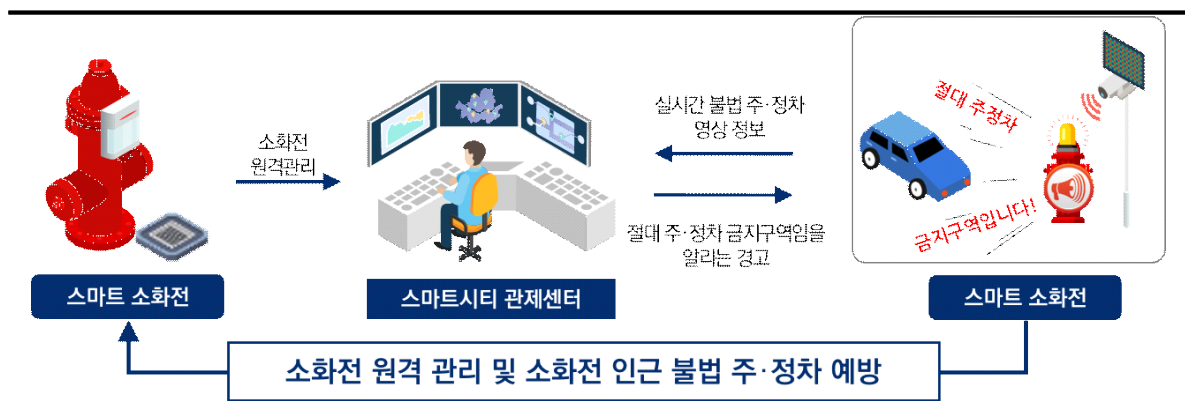 소화전
원격관리
실시간 불법 주·정차
영상 정보
절대 주·정차 금지구역임을
알리는 경고
절대 주정차
금지구역입니다!
스마트 소화전
스마트시티 관제센터
스마트 소화전
소화전 원격 관리 및 소화전 인근 불법 주·정차 예방